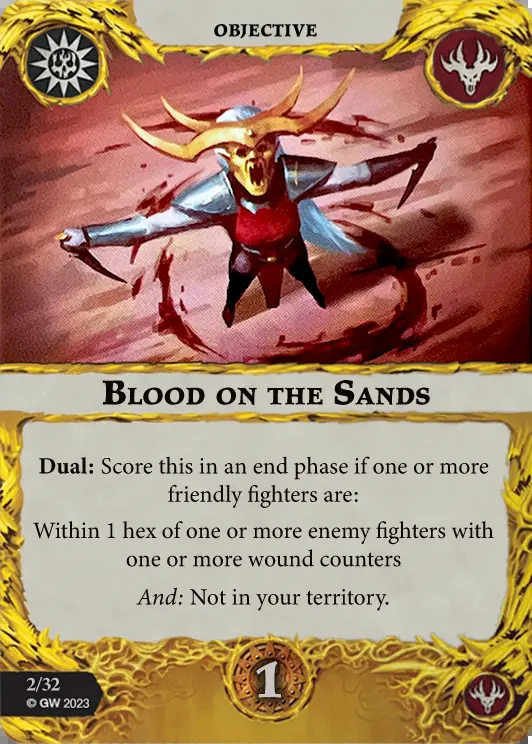 OBJECTIVE
BLOOD ON THE SANDS
Dual: Score this in an end phase if one or more
friendly fighters are:
Within 1 hex of one or more enemy fighters with
one or more wound counters
And: Not in your territory.
1
2/32
© GW 2023